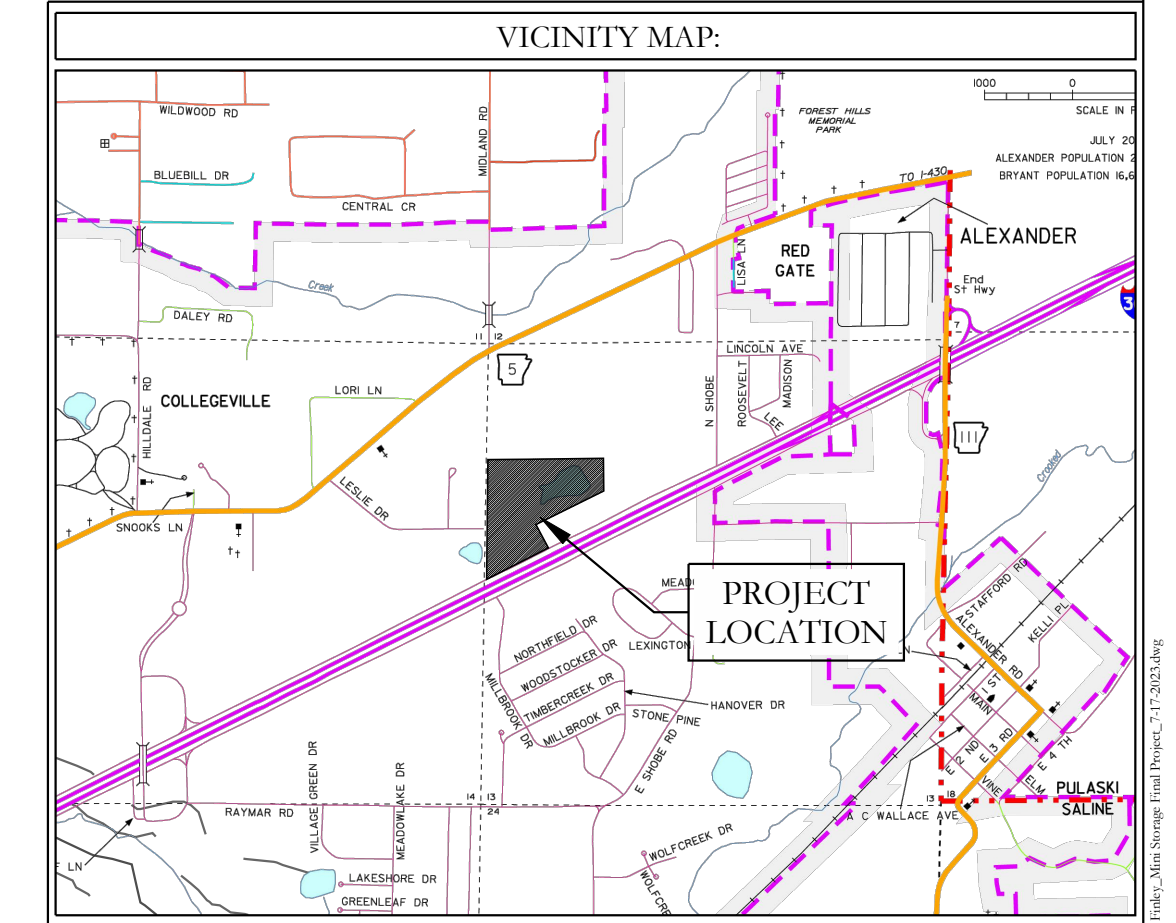 VICINITY MAP:
WILDWOOD RD
BLUEBILL DR
CENTRAL CR
MIDLAND RD
FOREST HILLS
MEMORIAL
PARK
1000
0
SCALE IN F
JULY 20
ALEXANDER POPULATION 2
BRYANT POPULATION 16,6
TO I-430
ALEXANDER
RED
GATE
LISA LN
End
St Hwy
Creek
DALEY RD
11
12
7
3
5
LINCOLN AVE
LORI LN
COLLEGEVILLE
HILLDALE RD
N SHOBE
ROOSEVELT
MADISON
LEE
111
LESLIE DR
SNOOKS LN
Crooked
PROJECT
LOCATION
MEAD
LEXINGTON
N
STAFFORD RD
KELLI PL
ALEXANDER RD
NORTHFIELD DR
WOODSTOCKER DR
TIMBERCREEK DR
MILLBROOK DR
MILLBROOK DR
HANOVER DR
STONE PINE
E SHOBE RD
I ST
MAIN
E 2 ND
E 3 RD
E 4 TH
VINE
ELM
PULASKI
SALINE
VILLAGE GREEN DR
MEADOWLAKE DR
14
13
24
13
18
RAYMAR RD
A C WALLACE AVE
WOLFCREEK DR
WOLFCRE
F LN
LAKESHORE DR
GREENLEAF DR
Finley_Mini Storage Final Project_7-17-2023.dwg